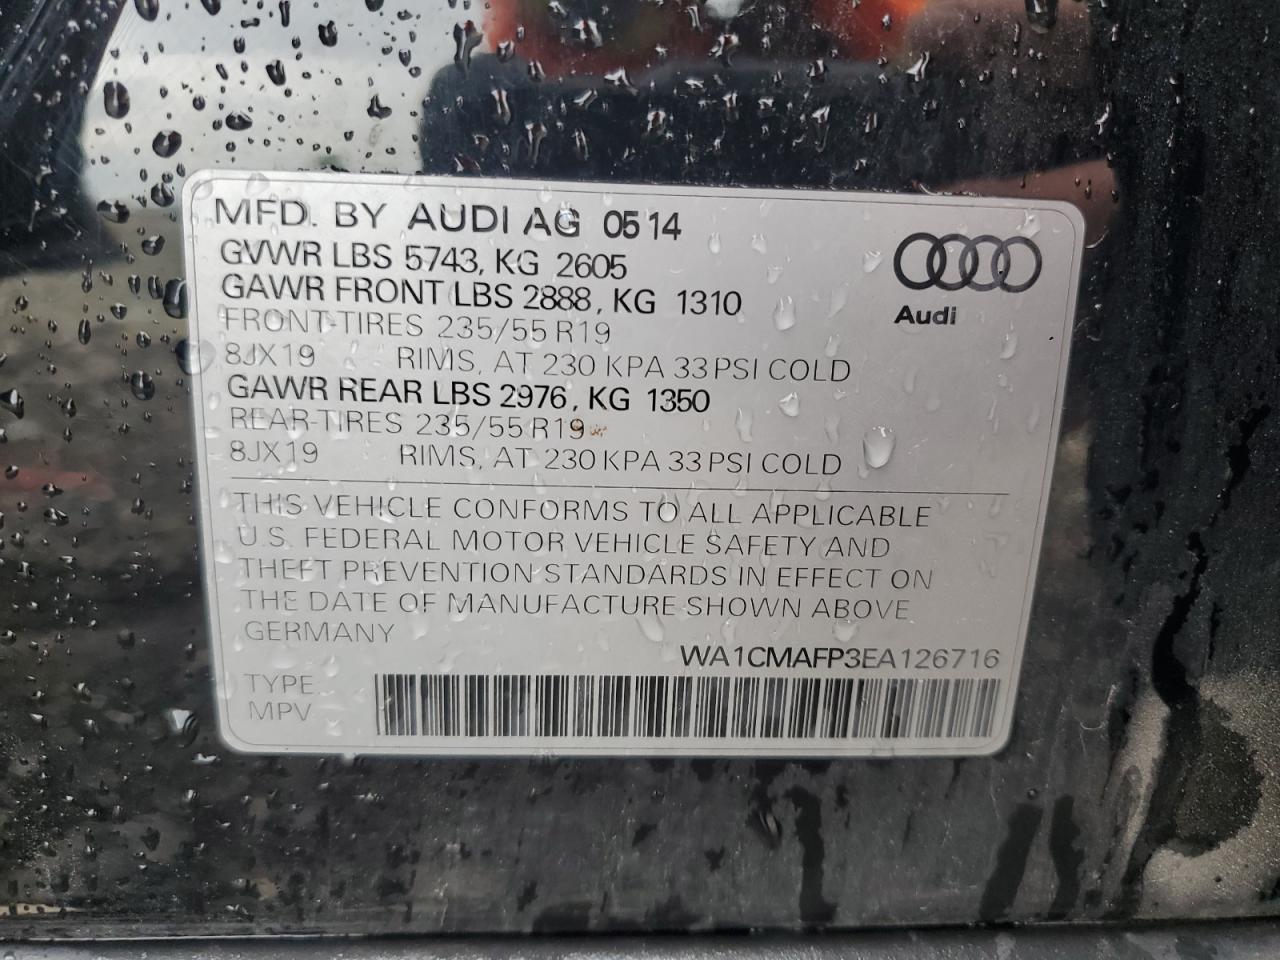 MFD. BY AUDI AG 0514
GVWR LBS 5743, KG 2605
GAWR FRONT LBS 2888, KG 1310
FRONT-TIRES 235/55 R19
8JX19 RIMS, AT 230 KPA 33 PSI COLD
GAWR REAR LBS 2976, KG 1350
REAR-TIRES 235/55 R19
8JX19 RIMS, AT 230 KPA 33 PSI COLD
Audi
THIS VEHICLE CONFORMS TO ALL APPLICABLE
U.S. FEDERAL MOTOR VEHICLE SAFETY AND
THEFT PREVENTION STANDARDS IN EFFECT ON
THE DATE OF MANUFACTURE SHOWN ABOVE
GERMANY
WA1CMAFP3EA126716
TYPE
MPV